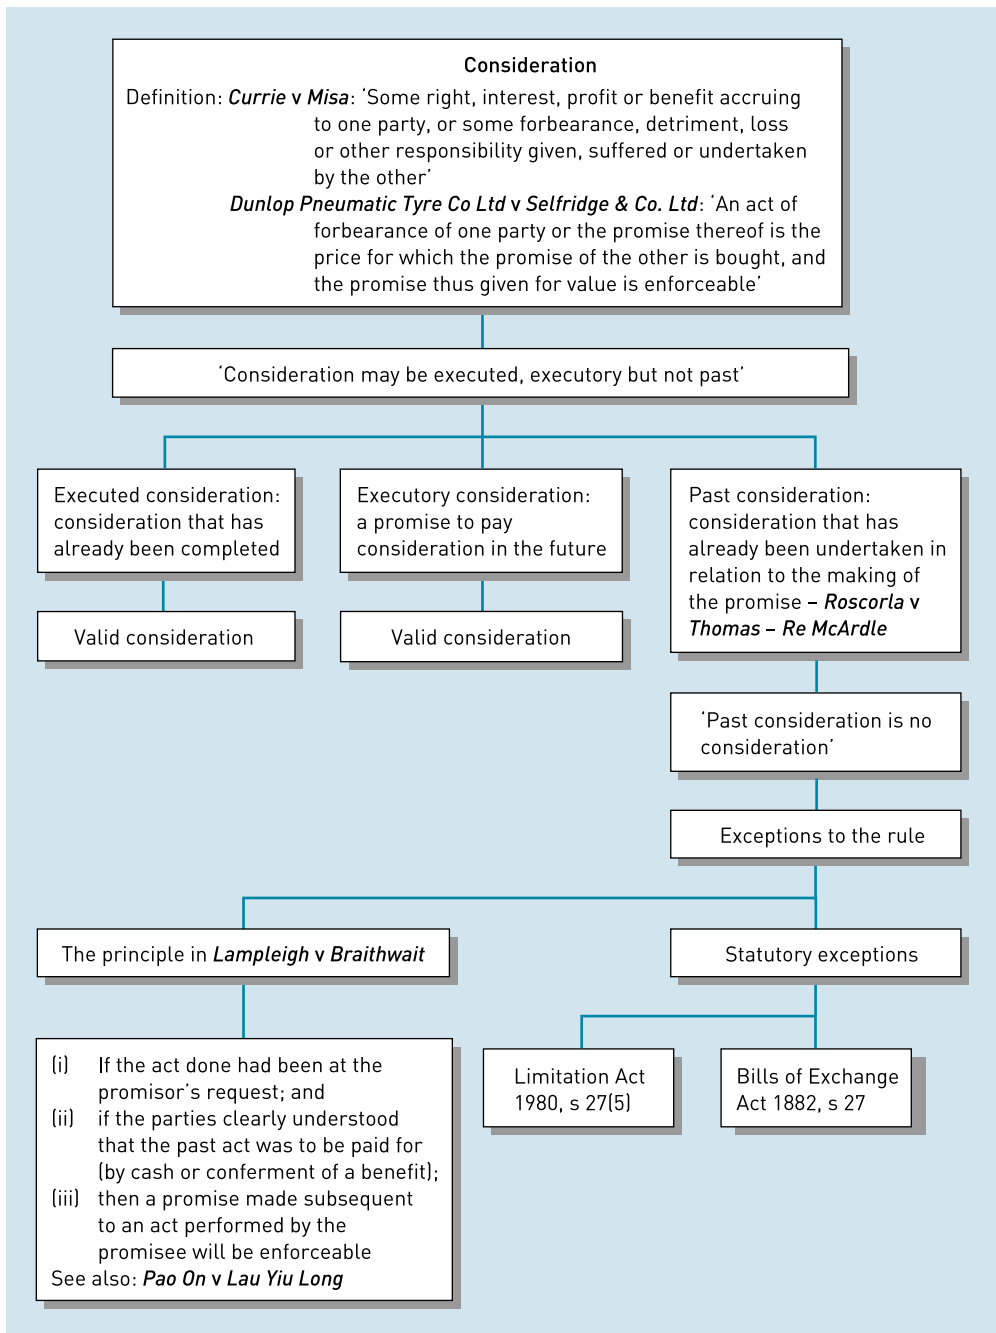 Consideration
Definition: Currie v Misa: ‘Some right, interest, profit or benefit accruing
to one party, or some forbearance, detriment, loss
or other responsibility given, suffered or undertaken
by the other’
Dunlop Pneumatic Tyre Co Ltd v Selfridge & Co. Ltd: ‘An act of
forbearance of one party or the promise thereof is the
price for which the promise of the other is bought, and
the promise thus given for value is enforceable’
‘Consideration may be executed, executory but not past’
Executed consideration:
consideration that has
already been completed
Valid consideration
Executory consideration:
a promise to pay
consideration in the future
Valid consideration
Past consideration:
consideration that has
already been undertaken in
relation to the making of
the promise – Roscorla v
Thomas – Re McArdle
‘Past consideration is no
consideration’
Exceptions to the rule
The principle in Lampleigh v Braithwait
(i) If the act done had been at the
promisor’s request; and
(ii) if the parties clearly understood
that the past act was to be paid for
(by cash or conferment of a benefit);
(iii) then a promise made subsequent
to an act performed by the
promisee will be enforceable
See also: Pao On v Lau Yiu Long
Statutory exceptions
Limitation Act
1980, s 27(5)
Bills of Exchange
Act 1882, s 27